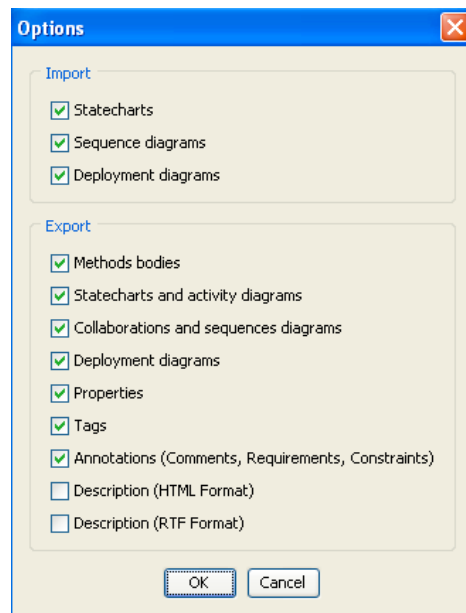 Options
Import
Statecharts
Sequence diagrams
Deployment diagrams
Export
Methods bodies
Statecharts and activity diagrams
Collaborations and sequences diagrams
Deployment diagrams
Properties
Tags
Annotations (Comments, Requirements, Constraints)
Description (HTML Format)
Description (RTF Format)
OK Cancel